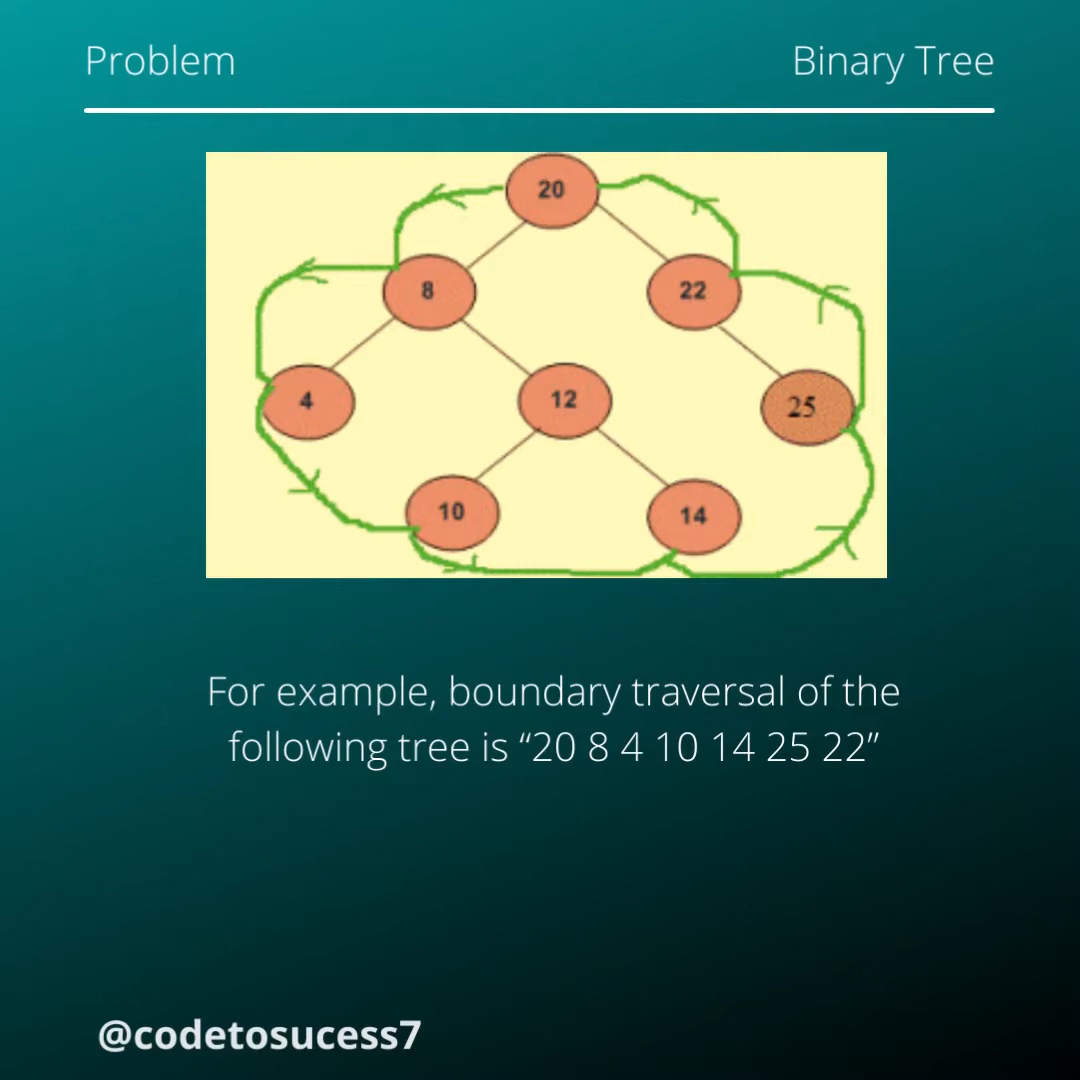 Problem
Binary Tree
20
8
22
4
12
25
10
14
For example, boundary traversal of the
following tree is “20 8 4 10 14 25 22”
@codetosucess7